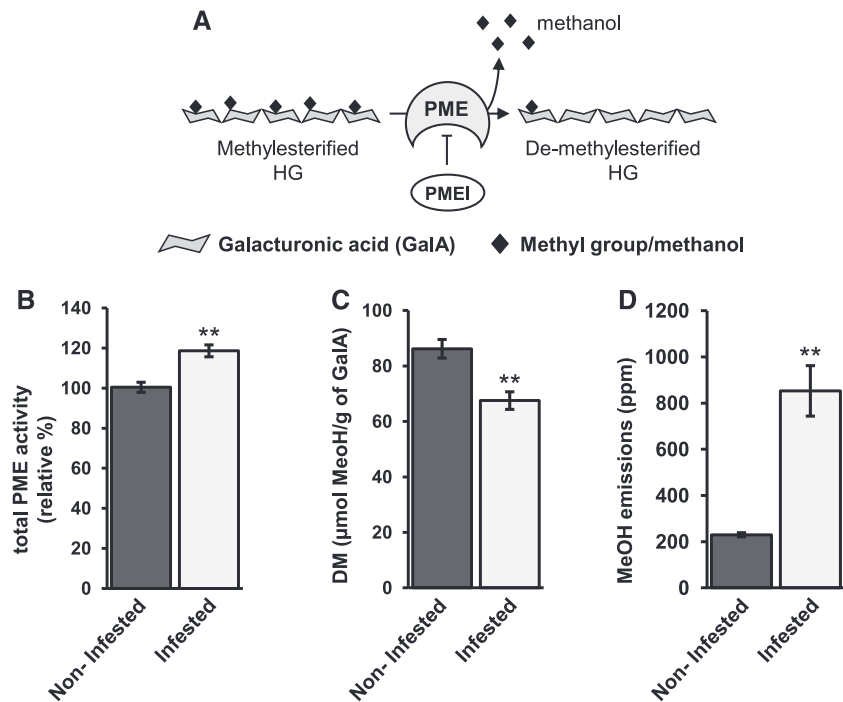 A
methanol
PME
Methylesterified
HG
De-methylesterified
HG
PMEI
Galacturonic acid (GalA)
Methyl group/methanol
B
total PME activity
(relative %)
140
120
100
80
60
40
20
0
**
Non- Infested
Infested
C
DM (µmol MeoH/g of GalA)
100
80
60
40
20
0
**
Non- Infested
Infested
D
MeOH emissions (ppm)
1200
1000
800
600
400
200
0
**
Non- Infested
Infested